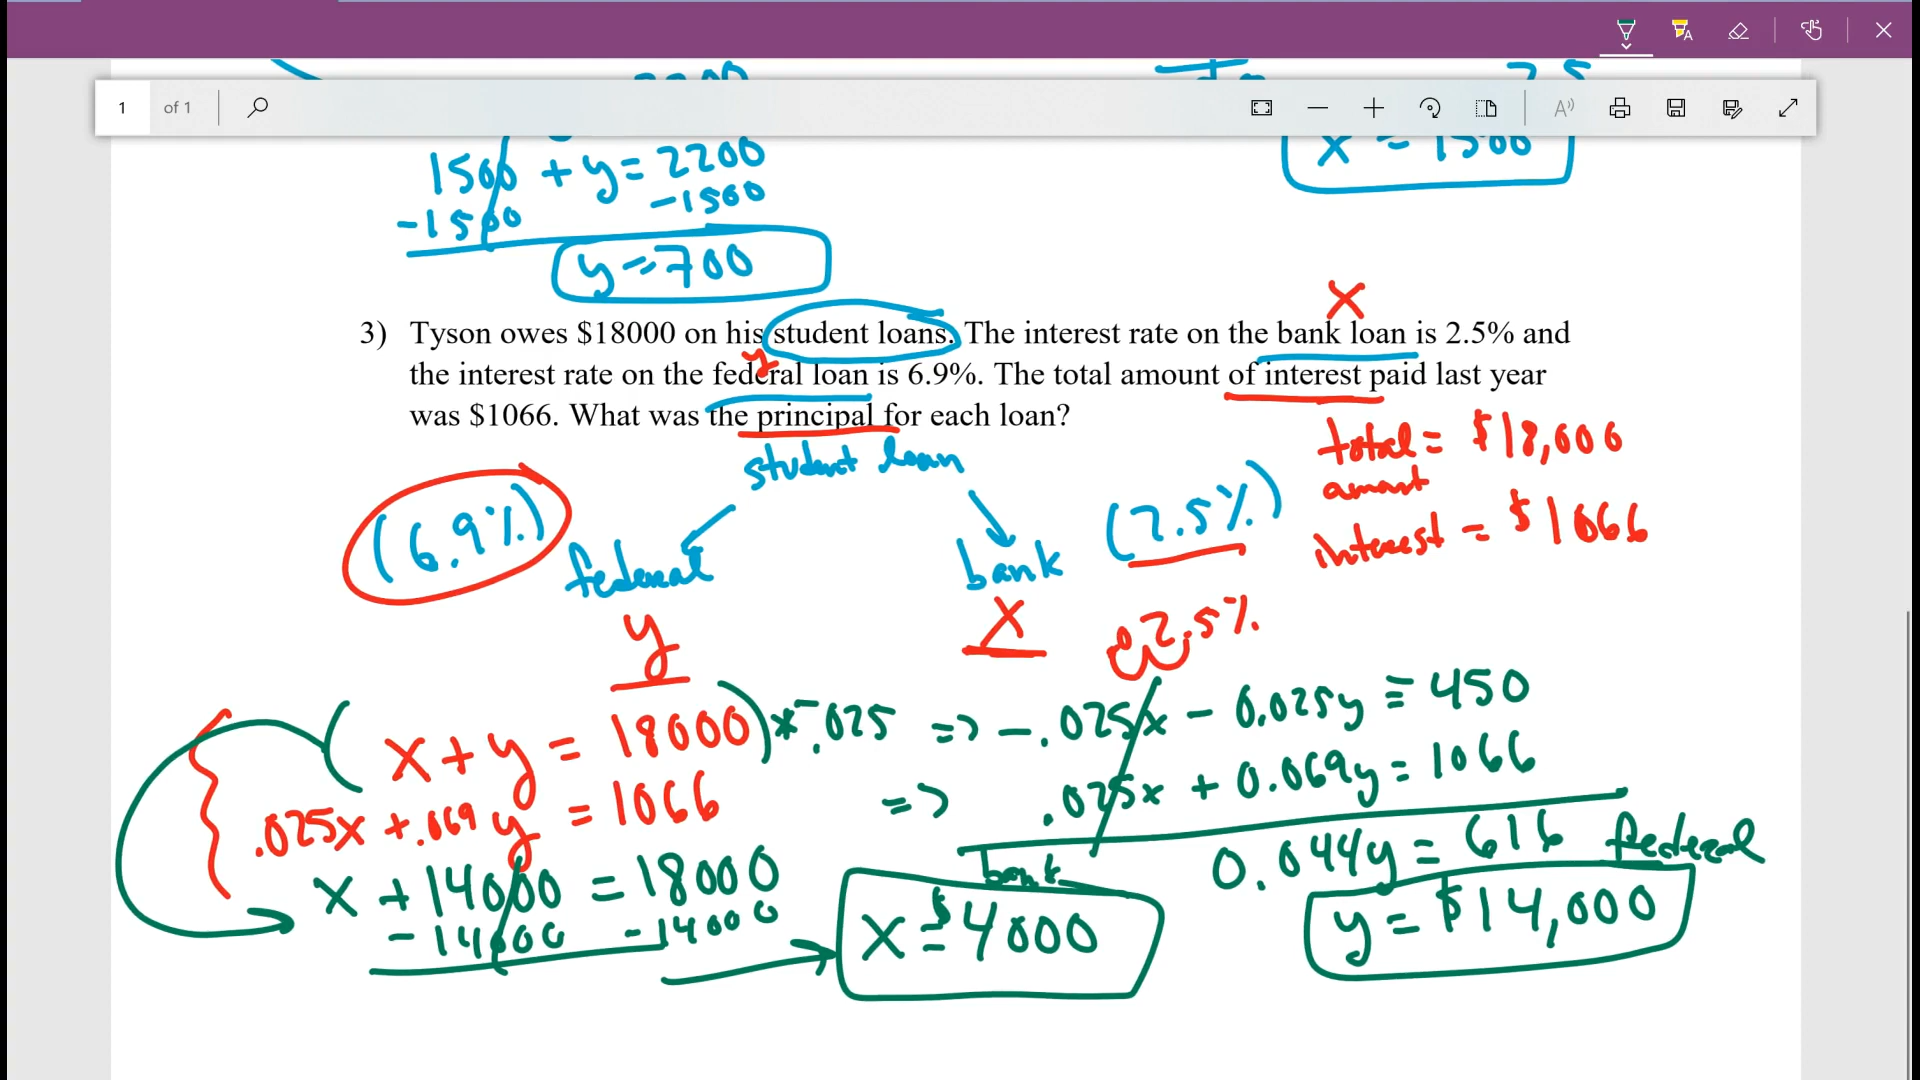 2200
7.5
1 of 1
1500 + y = 2200
x = 1500
-1500 -1500
y = 700
x
3) Tyson owes $18000 on his student loans. The interest rate on the bank loan is 2.5% and
y
the interest rate on the federal loan is 6.9%. The total amount of interest paid last year
was $1066. What was the principal for each loan?
total = $18,000
amount
student loan
(6.9%) federal bank (2.5%)
interest = $1066
y x 2.5%
(x + y = 18000) * -.025 => -.025x - 0.025y = 450
.025x + .069y = 1066 => .025x + 0.069y = 1066
0.044y = 616 federal
x + 14000 = 18000 bank
-14000 -14000 x = $4000 y = $14,000